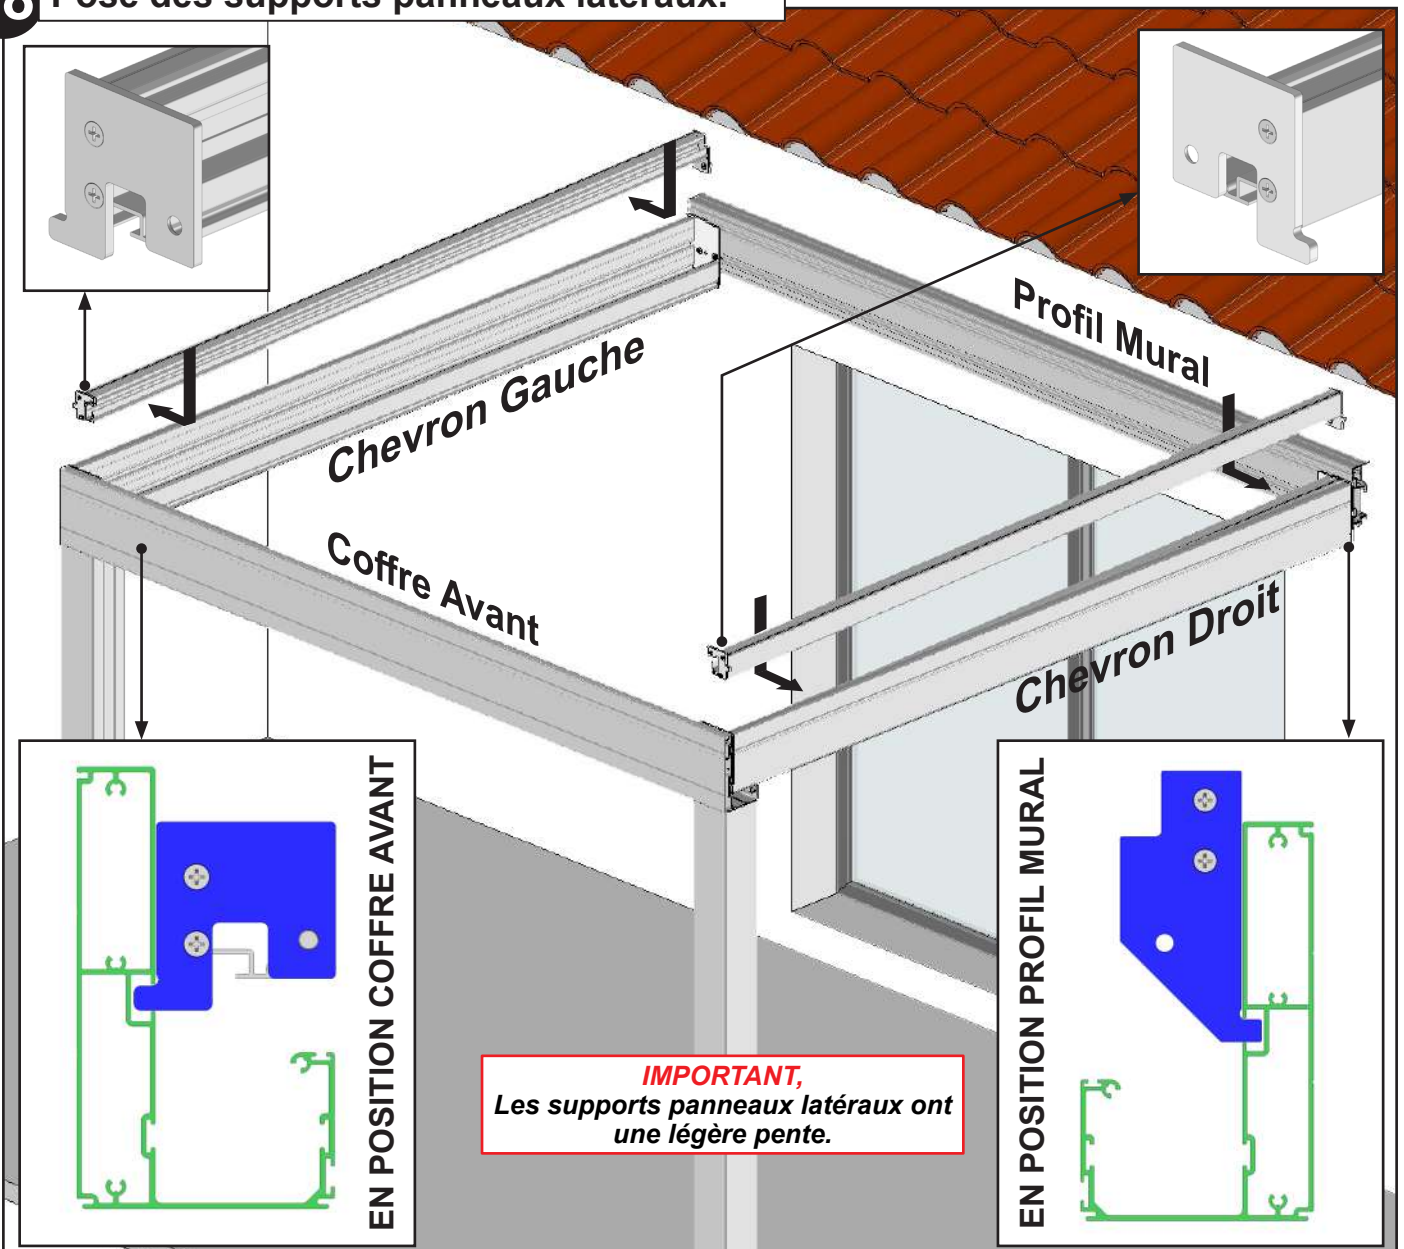 Pose des supports panneaux latéraux.
Profil Mural
Chevron Gauche
Coffre Avant
Chevron Droit
EN POSITION COFFRE AVANT
EN POSITION PROFIL MURAL
IMPORTANT,
Les supports panneaux latéraux ont
une légère pente.